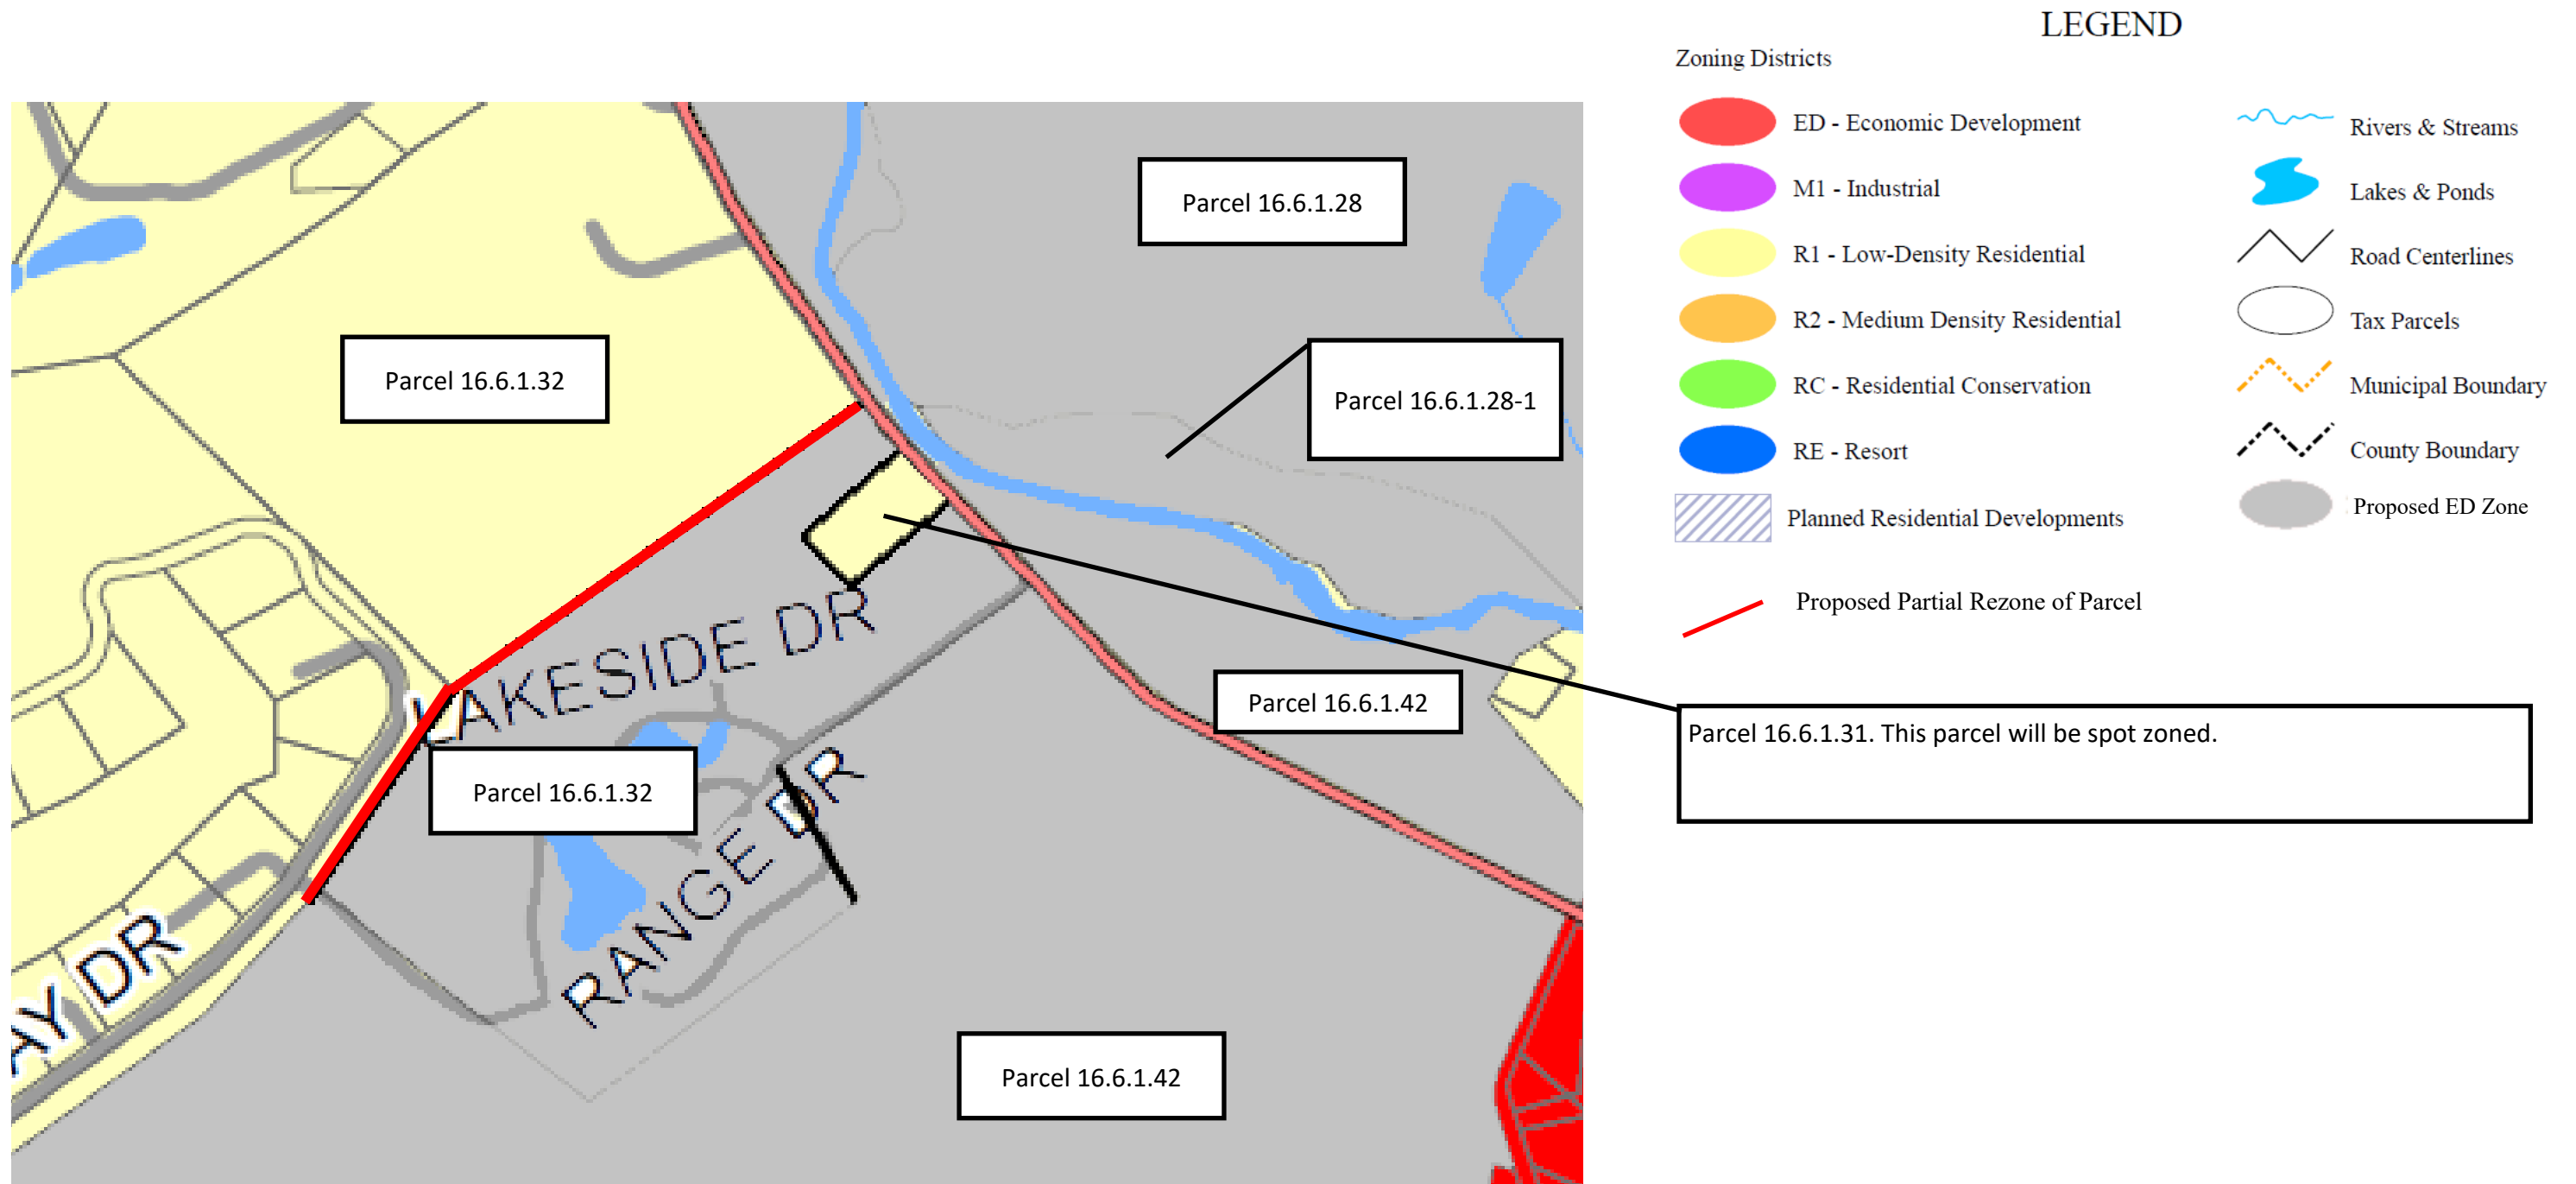 LEGEND
Zoning Districts
ED - Economic Development
M1 - Industrial
R1 - Low-Density Residential
R2 - Medium Density Residential
RC - Residential Conservation
RE - Resort
Planned Residential Developments
Proposed Partial Rezone of Parcel
Rivers & Streams
Lakes & Ponds
Road Centerlines
Tax Parcels
Municipal Boundary
County Boundary
Proposed ED Zone
Parcel 16.6.1.28
Parcel 16.6.1.32
Parcel 16.6.1.28-1
LAKESIDE DR
Parcel 16.6.1.42
Parcel 16.6.1.31. This parcel will be spot zoned.
Parcel 16.6.1.32
RANGE DR
AY DR
Parcel 16.6.1.42